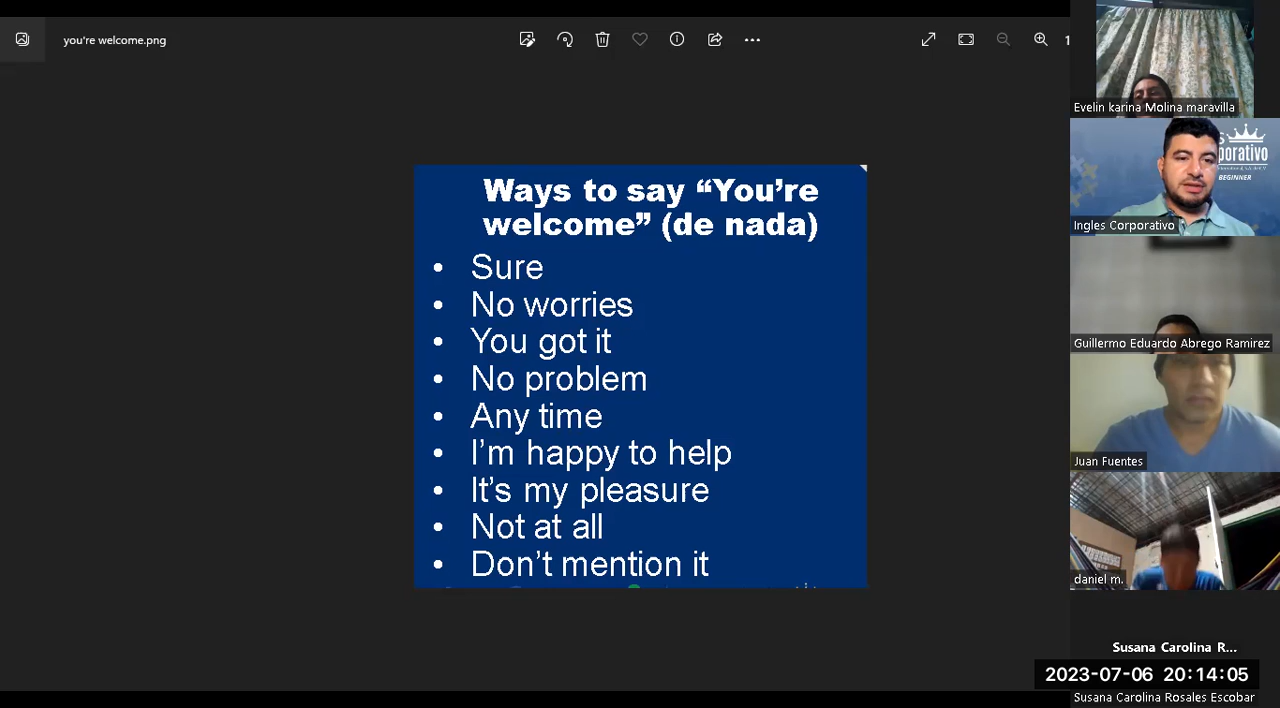 you're welcome.png
1
Ways to say “You’re
welcome” (de nada)
• Sure
• No worries
• You got it
• No problem
• Any time
• I’m happy to help
• It’s my pleasure
• Not at all
• Don’t mention it
Evelin karina Molina maravilla
porativo
BEGINNER
Ingles Corporativo
Guillermo Eduardo Abrego Ramirez
Juan Fuentes
daniel m.
Susana Carolina R...
2023-07-06 20:14:05
Susana Carolina Rosales Escobar